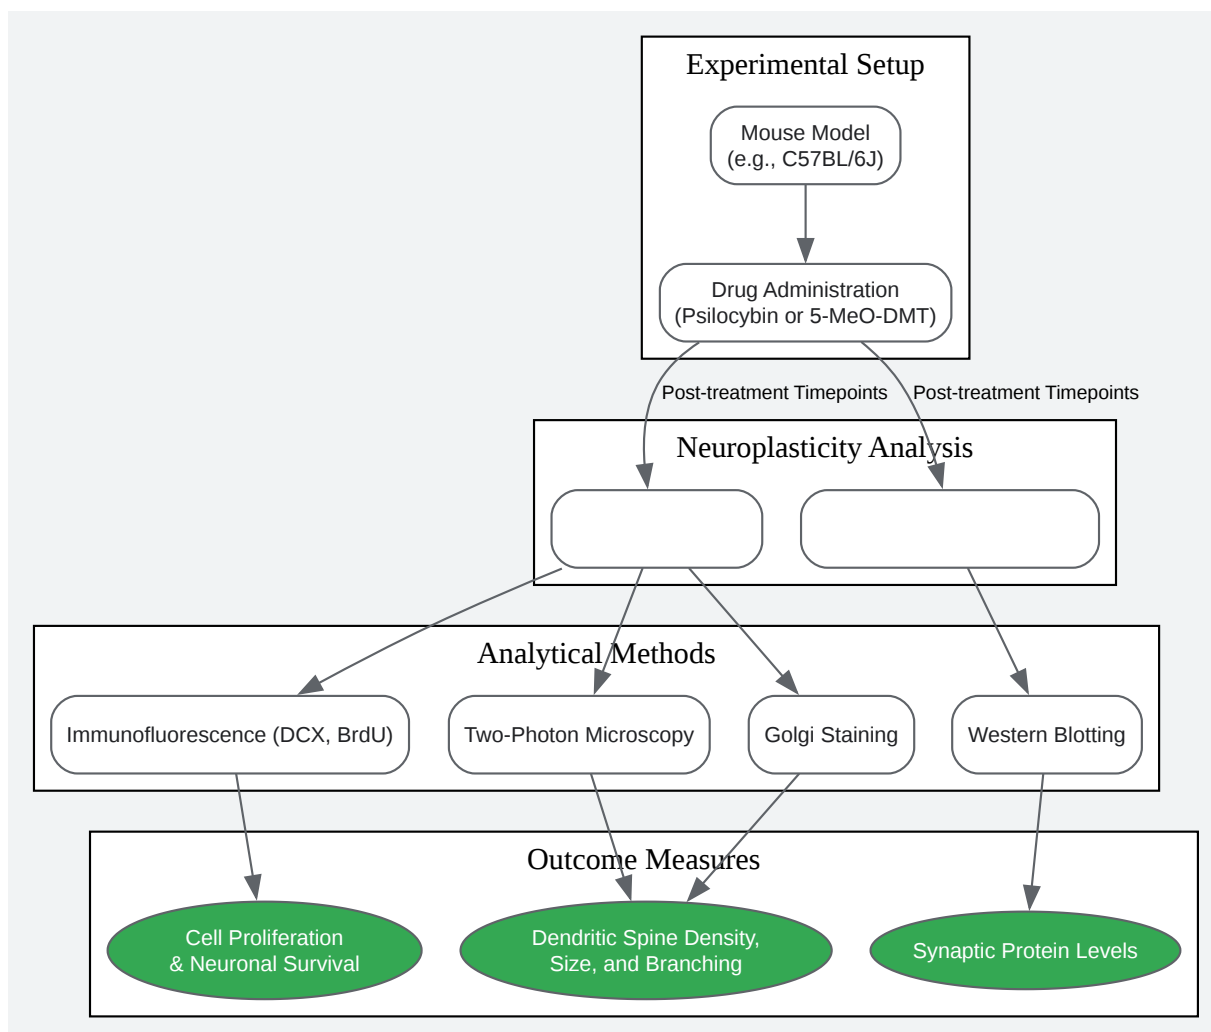 Experimental Setup
Mouse Model
(e.g., C57BL/6J)
Drug Administration
(Psilocybin or 5-MeO-DMT)
Post-treatment Timepoints
Post-treatment Timepoints
Neuroplasticity Analysis
Analytical Methods
Immunofluorescence (DCX, BrdU)
Two-Photon Microscopy
Golgi Staining
Western Blotting
Outcome Measures
Cell Proliferation
& Neuronal Survival
Dendritic Spine Density,
Size, and Branching
Synaptic Protein Levels